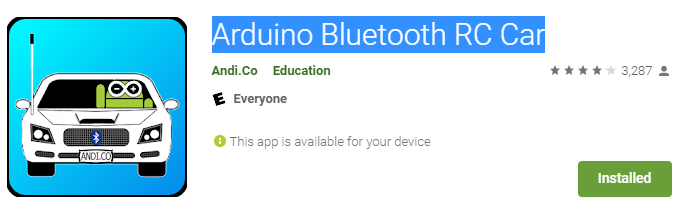 Arduino Bluetooth RC Car
Andi.Co Education
3,287
E Everyone
This app is available for your device
Installed
ANDI.CO